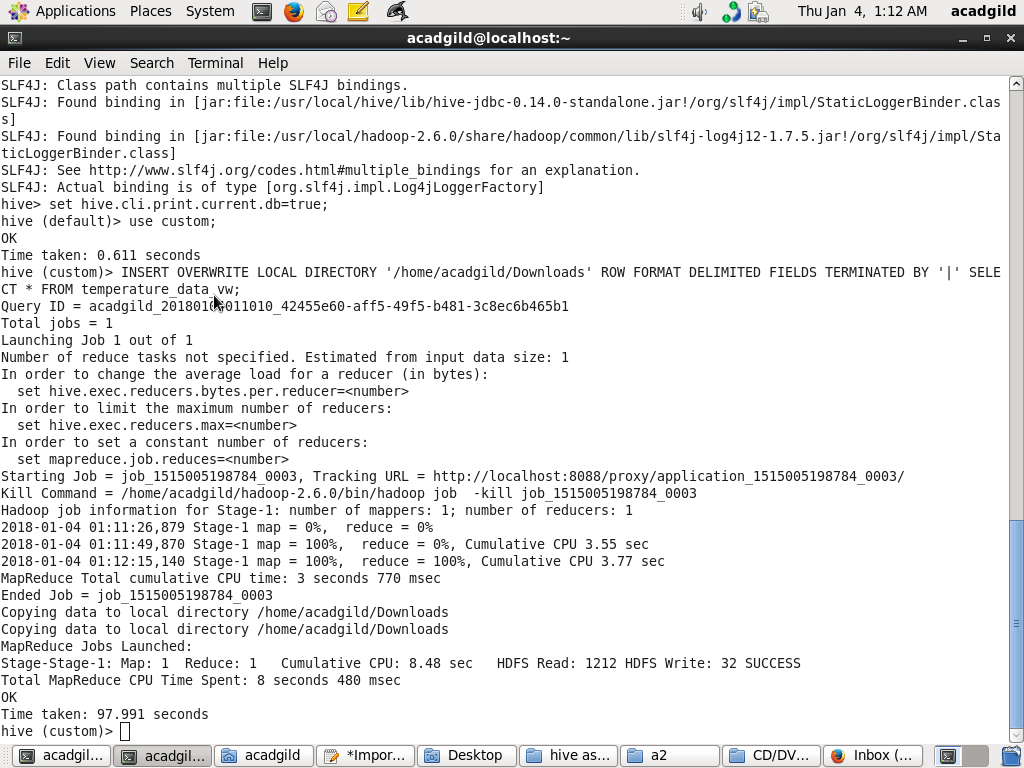 Applications Places System Thu Jan 4, 1:12 AM acadgild
acadgild@localhost:~
File Edit View Search Terminal Help
SLF4J: Class path contains multiple SLF4J bindings.
SLF4J: Found binding in [jar:file:/usr/local/hive/lib/hive-jdbc-0.14.0-standalone.jar!/org/slf4j/impl/StaticLoggerBinder.clas
s]
SLF4J: Found binding in [jar:file:/usr/local/hadoop-2.6.0/share/hadoop/common/lib/slf4j-log4j12-1.7.5.jar!/org/slf4j/impl/Sta
ticLoggerBinder.class]
SLF4J: See http://www.slf4j.org/codes.html#multiple_bindings for an explanation.
SLF4J: Actual binding is of type [org.slf4j.impl.Log4jLoggerFactory]
hive> set hive.cli.print.current.db=true;
hive (default)> use custom;
OK
Time taken: 0.611 seconds
hive (custom)> INSERT OVERWRITE LOCAL DIRECTORY '/home/acadgild/Downloads' ROW FORMAT DELIMITED FIELDS TERMINATED BY '|' SELE
CT * FROM temperature_data_vw;
Query ID = acadgild_20180104011010_42455e60-aff5-49f5-b481-3c8ec6b465b1
Total jobs = 1
Launching Job 1 out of 1
Number of reduce tasks not specified. Estimated from input data size: 1
In order to change the average load for a reducer (in bytes):
  set hive.exec.reducers.bytes.per.reducer=<number>
In order to limit the maximum number of reducers:
  set hive.exec.reducers.max=<number>
In order to set a constant number of reducers:
  set mapreduce.job.reduces=<number>
Starting Job = job_1515005198784_0003, Tracking URL = http://localhost:8088/proxy/application_1515005198784_0003/
Kill Command = /home/acadgild/hadoop-2.6.0/bin/hadoop job  -kill job_1515005198784_0003
Hadoop job information for Stage-1: number of mappers: 1; number of reducers: 1
2018-01-04 01:11:26,879 Stage-1 map = 0%,  reduce = 0%
2018-01-04 01:11:49,870 Stage-1 map = 100%,  reduce = 0%, Cumulative CPU 3.55 sec
2018-01-04 01:12:15,140 Stage-1 map = 100%,  reduce = 100%, Cumulative CPU 3.77 sec
MapReduce Total cumulative CPU time: 3 seconds 770 msec
Ended Job = job_1515005198784_0003
Copying data to local directory /home/acadgild/Downloads
Copying data to local directory /home/acadgild/Downloads
MapReduce Jobs Launched:
Stage-Stage-1: Map: 1  Reduce: 1   Cumulative CPU: 8.48 sec   HDFS Read: 1212 HDFS Write: 32 SUCCESS
Total MapReduce CPU Time Spent: 8 seconds 480 msec
OK
Time taken: 97.991 seconds
hive (custom)>
acadgil... acadgil... acadgild *Impor... Desktop hive as... a2 CD/DV... Inbox (...